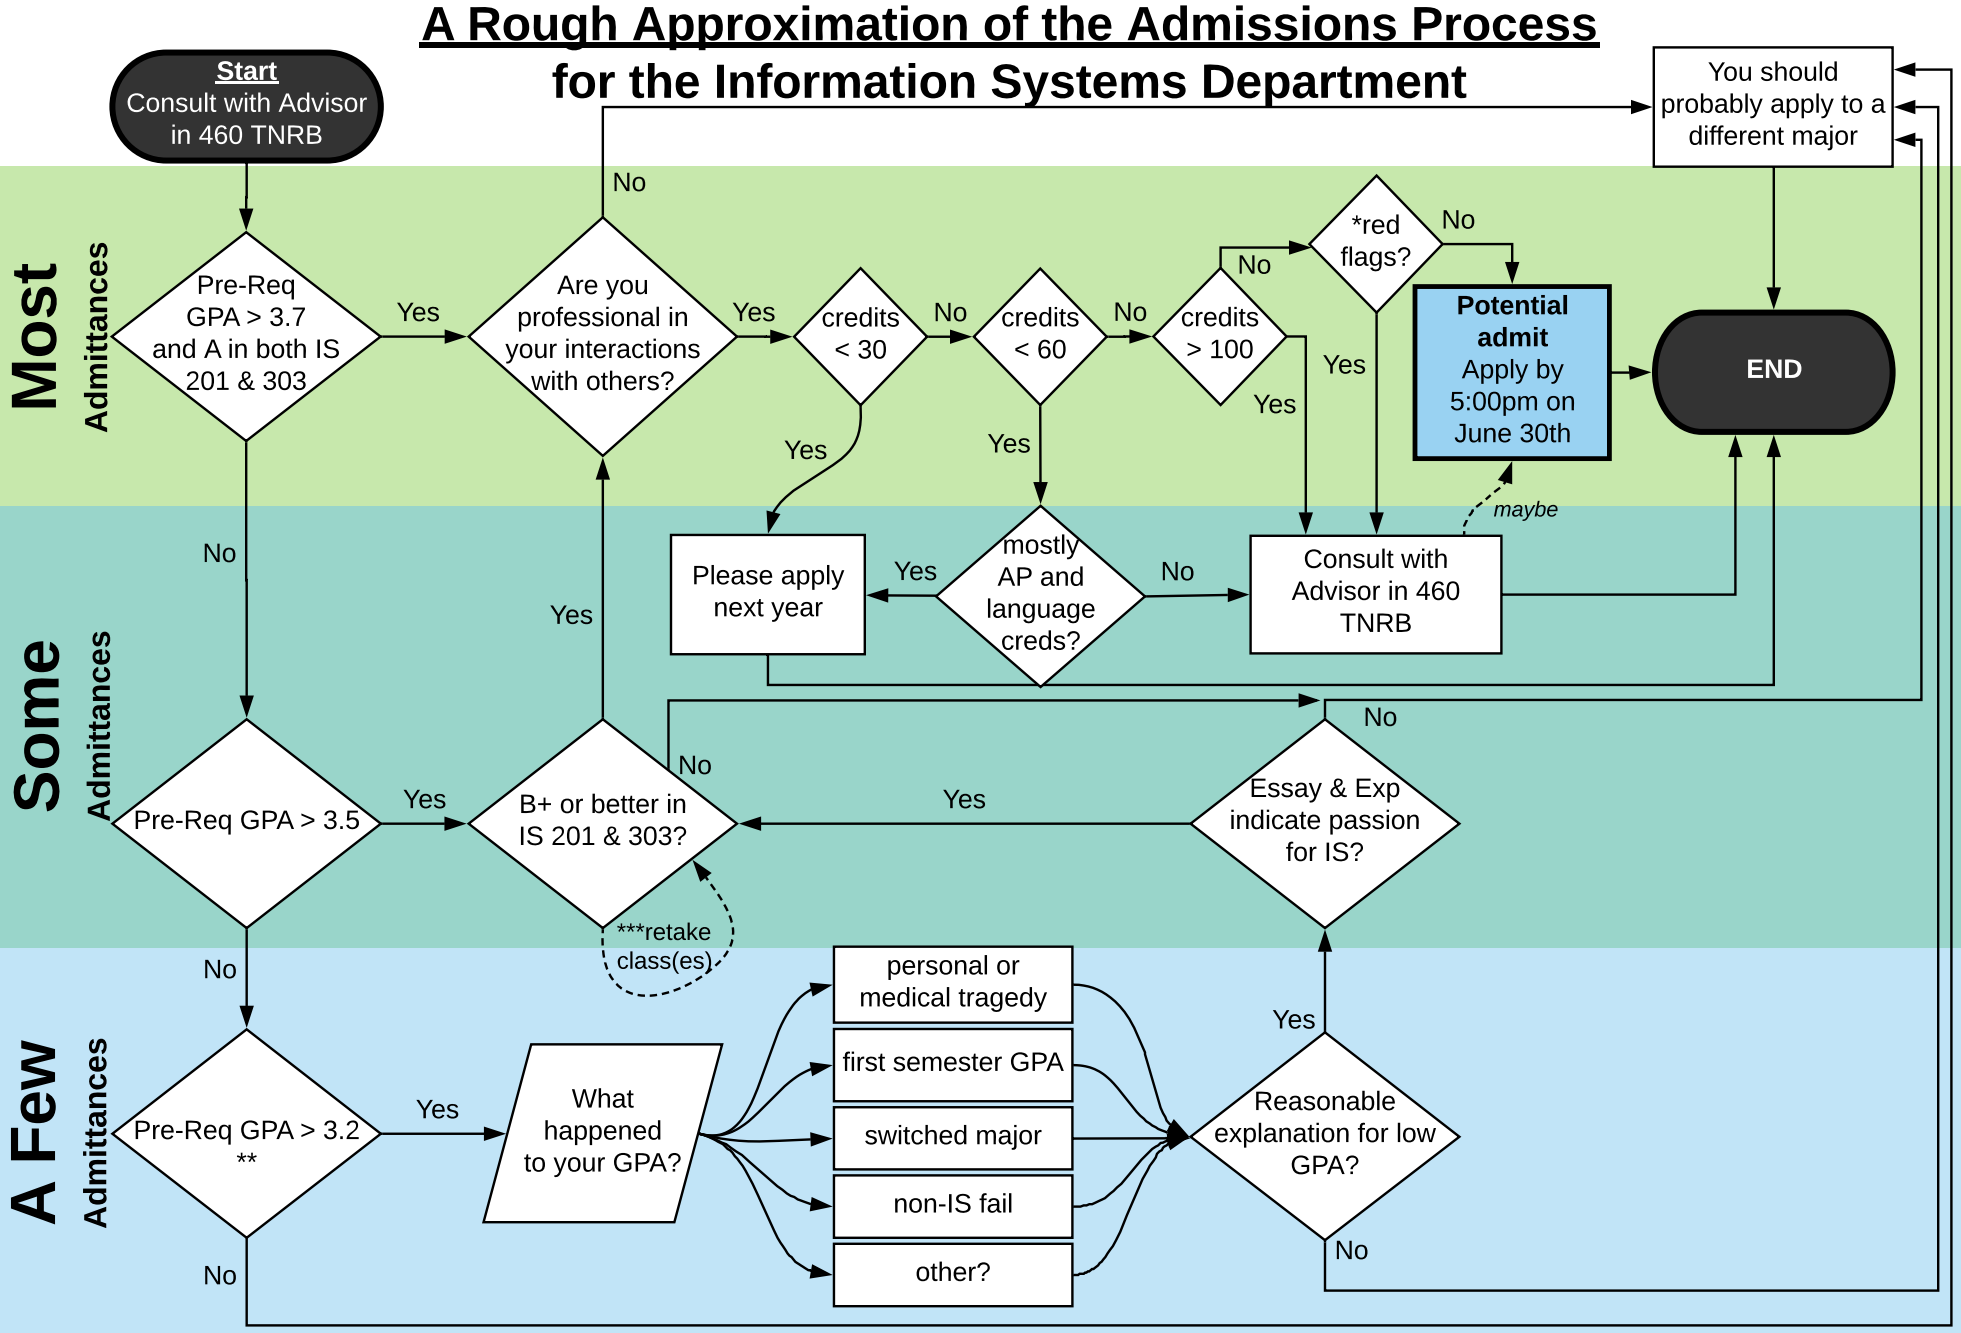 A Rough Approximation of the Admissions Process
for the Information Systems Department
Start
Consult with Advisor
in 460 TNRB
You should
probably apply to a
different major
Most
Admittances
Pre-Req
GPA > 3.7
and A in both IS
201 & 303
Yes
No
Are you
professional in
your interactions
with others?
No
Yes
credits
< 30
No
Yes
credits
< 60
No
Yes
credits
> 100
No
Yes
*red
flags?
No
Yes
Potential
admit
Apply by
5:00pm on
June 30th
END
maybe
Some
Admittances
Please apply
next year
Yes
mostly
AP and
language
creds?
No
Consult with
Advisor in 460
TNRB
Pre-Req GPA > 3.5
Yes
No
B+ or better in
IS 201 & 303?
Yes
No
***retake
class(es)
Yes
Essay & Exp
indicate passion
for IS?
No
A Few
Admittances
Pre-Req GPA > 3.2
**
Yes
No
What
happened
to your GPA?
personal or
medical tragedy
first semester GPA
switched major
non-IS fail
other?
Reasonable
explanation for low
GPA?
Yes
No